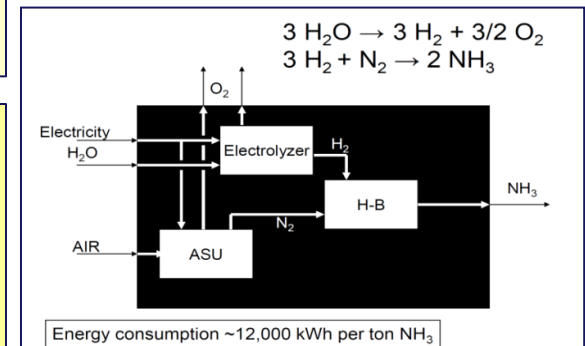 3 H₂O → 3 H₂ + 3/2 O₂
3 H₂ + N₂ → 2 NH₃
O₂
Electricity
H₂O
Electrolyzer
H₂
NH₃
H-B
N₂
AIR
ASU
Energy consumption ~12,000 kWh per ton NH₃